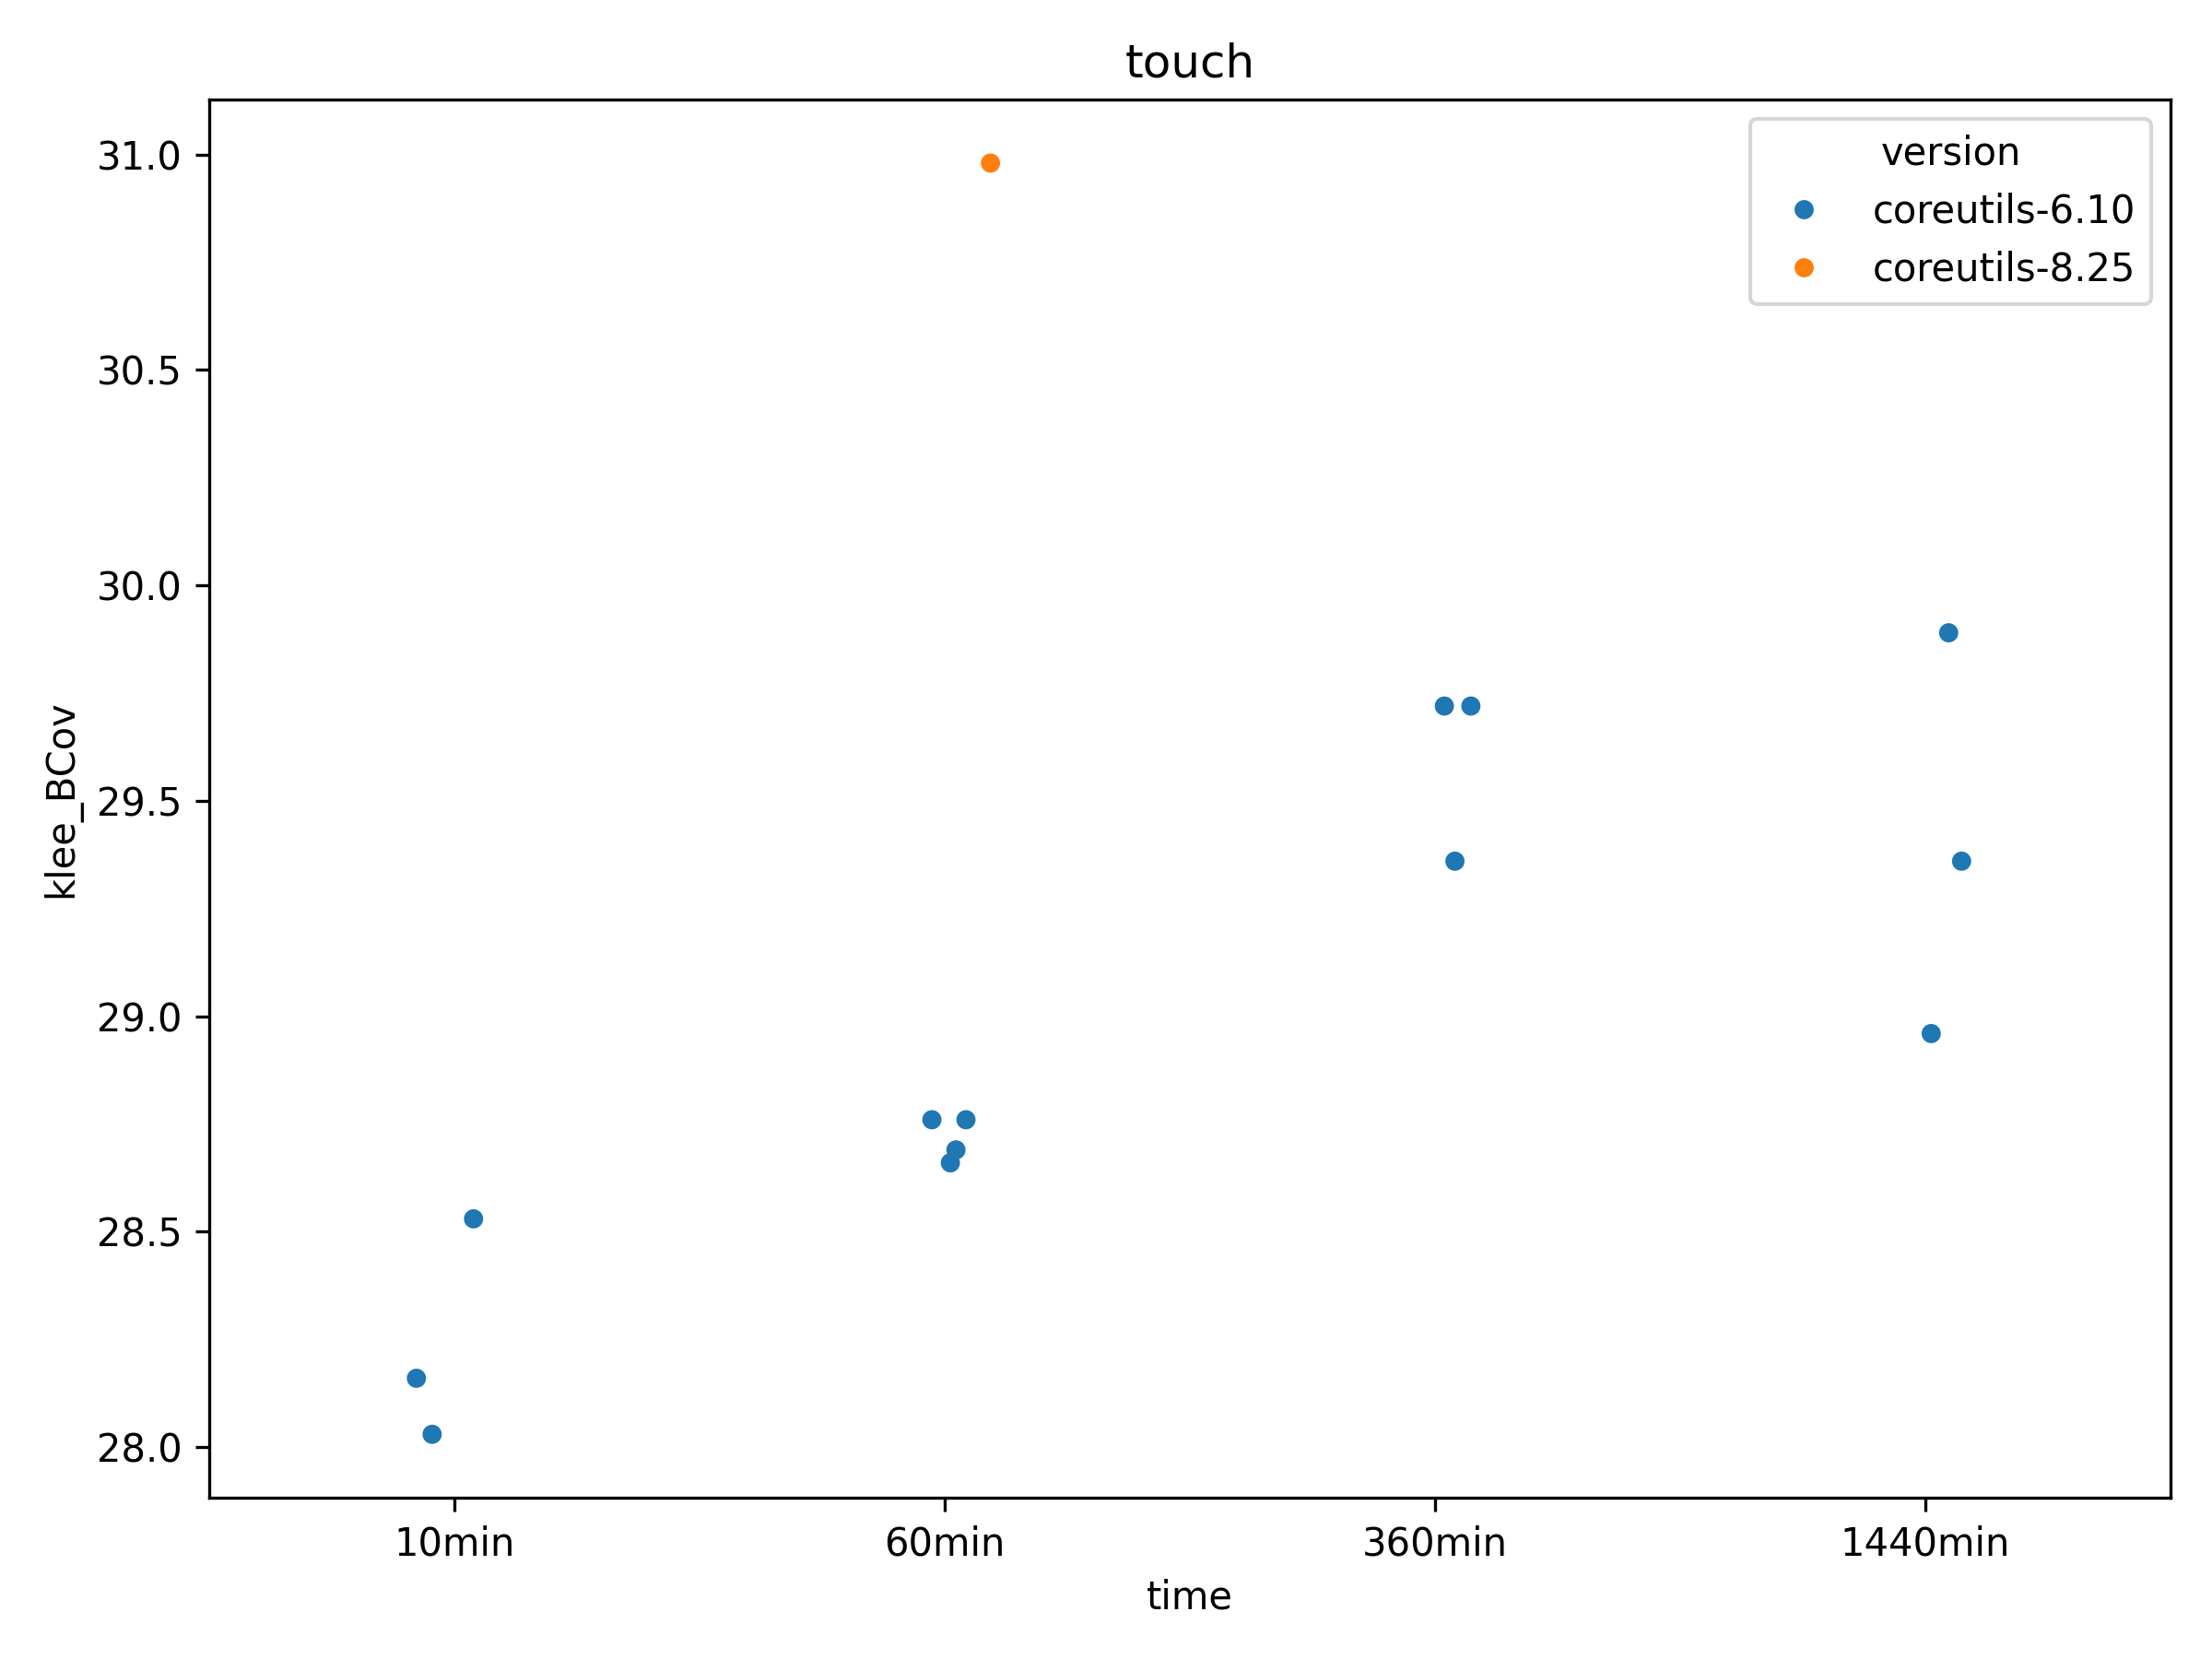 touch
version
coreutils-6.10
coreutils-8.25
31.0
30.5
30.0
29.5
29.0
28.5
28.0
klee_BCov
10min 60min 360min 1440min
time